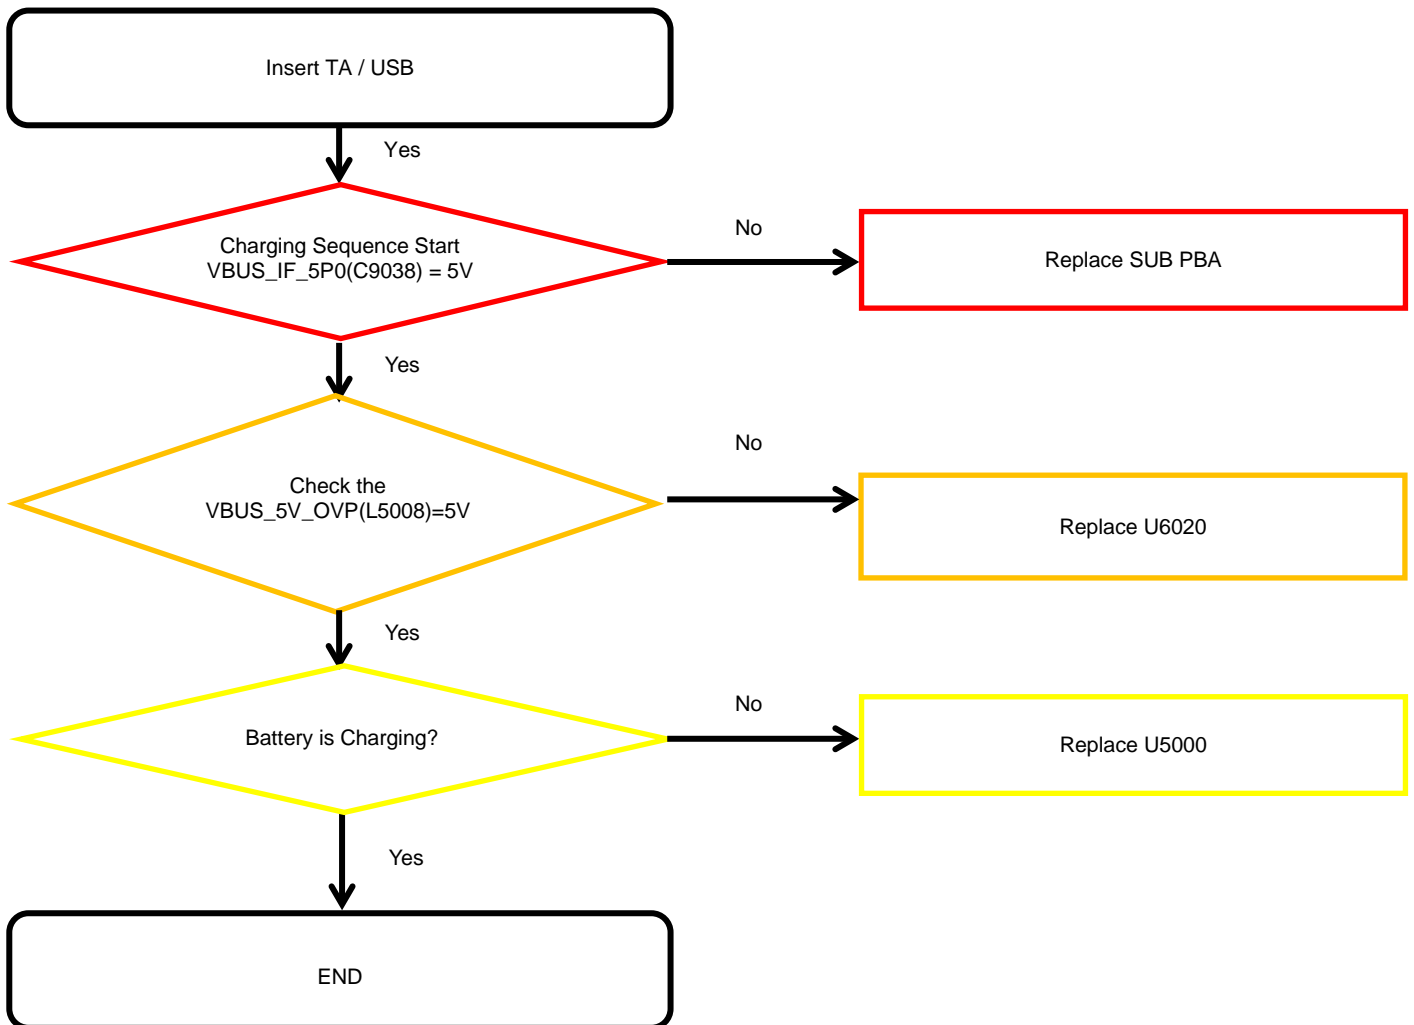 Insert TA / USB
Yes
Charging Sequence Start
VBUS_IF_5P0(C9038) = 5V
No
Replace SUB PBA
Yes
Check the
VBUS_5V_OVP(L5008)=5V
No
Replace U6020
Yes
Battery is Charging?
No
Replace U5000
Yes
END